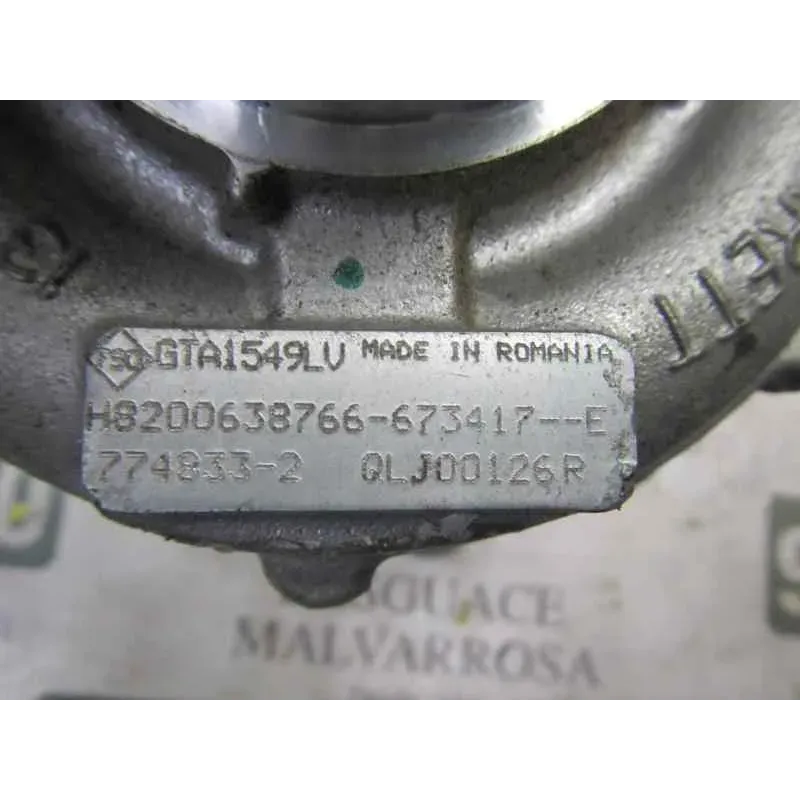 GTA1549LV MADE IN ROMANIA
H8200638766-673417--E
774833-2 QLJ00126R
MALVARROSA